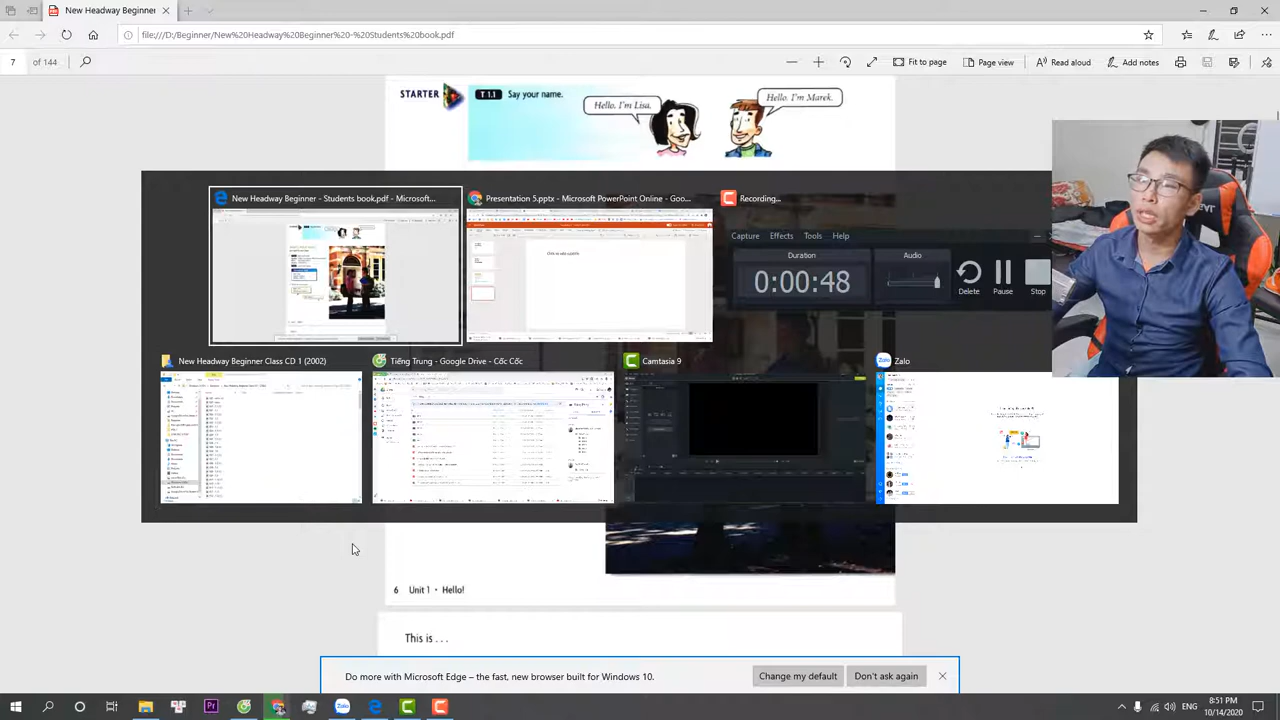 New Headway Beginner
file:///D:/Beginner/New%20Headway%20Beginner%20-%20Students%20book.pdf
7 of 144
Fit to page
Page view
Read aloud
Add notes
STARTER
T 1.1 Say your name.
Hello. I'm Lisa.
Hello. I'm Marek.
New Headway Beginner - Students book.pdf - Microsoft...
Presentation 5.pptx - Microsoft PowerPoint Online - Goo...
Recording...
Capture Effects Tools Help
Duration
Audio
0:00:48
Delete
Pause
Stop
New Headway Beginner Class CD 1 (2002)
Tiếng Trung - Google Drive - Cốc Cốc
Camtasia 9
Zalo
6 Unit 1 • Hello!
This is . . .
Do more with Microsoft Edge – the fast, new browser built for Windows 10.
Change my default
Don't ask again
ENG
8:51 PM
10/14/2020